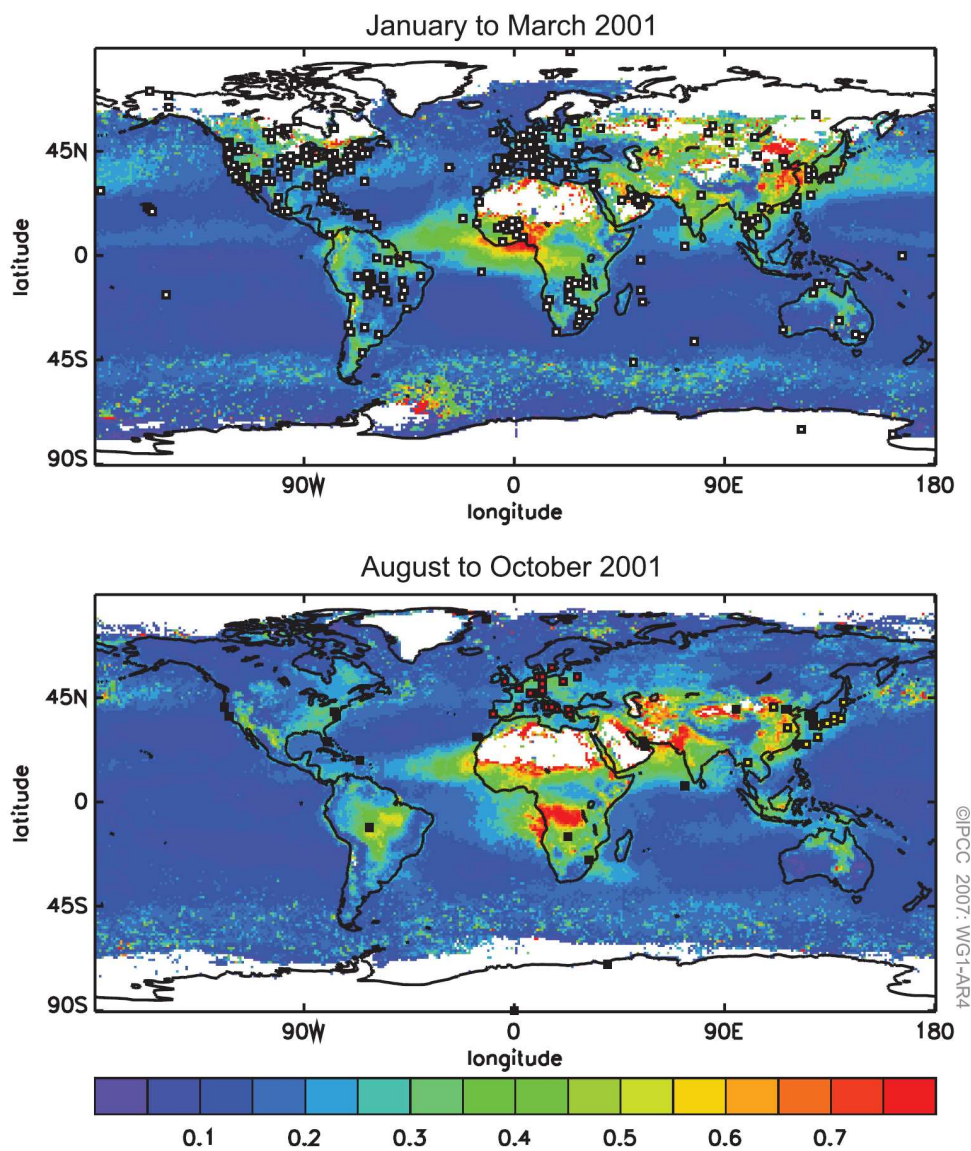 January to March 2001
latitude
45N
0
45S
90S
90W 0 90E 180
longitude
August to October 2001
latitude
45N
0
45S
90S
90W 0 90E 180
longitude
©IPCC 2007: WG1-AR4
0.1 0.2 0.3 0.4 0.5 0.6 0.7